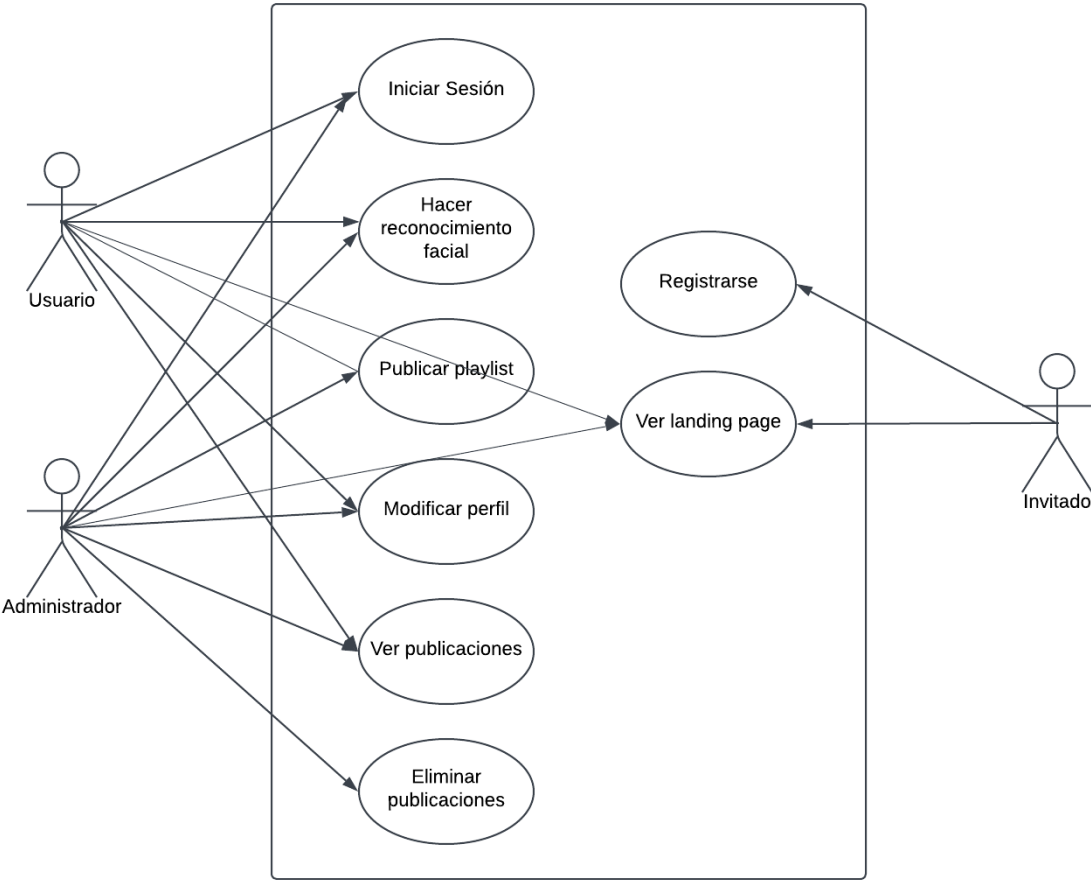 Iniciar Sesión
Hacer
reconocimiento
facial
Usuario
Publicar playlist
Modificar perfil
Administrador
Ver publicaciones
Eliminar
publicaciones
Registrarse
Ver landing page
Invitado